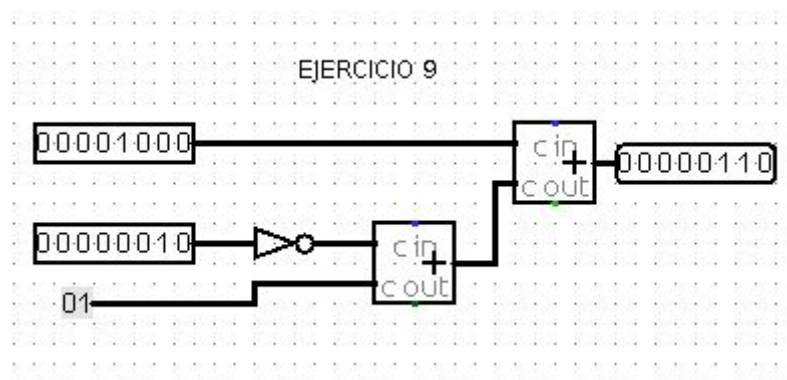 EJERCICIO 9
00001000
c in
+
c out
00000110
00000010
c in
+
c out
01